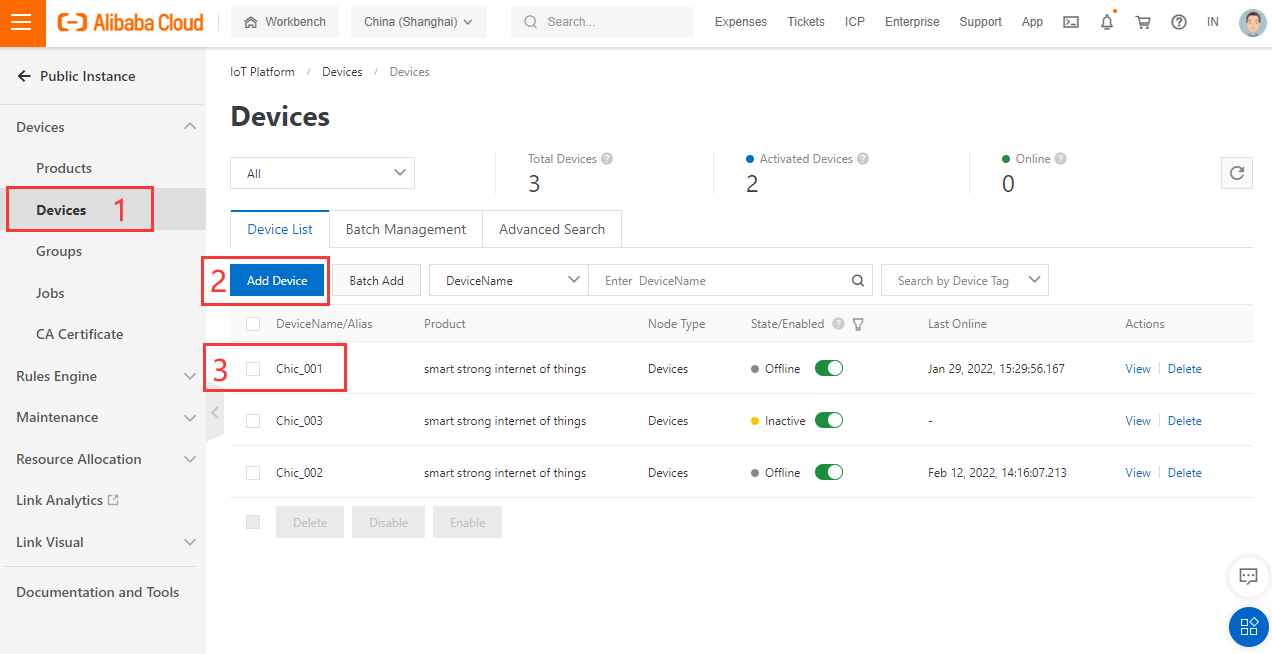 Alibaba Cloud Workbench China (Shanghai) Search... Expenses Tickets ICP Enterprise Support App IN
Public Instance
Devices
Products
Devices 1
Groups
Jobs
CA Certificate
Rules Engine
Maintenance
Resource Allocation
Link Analytics
Link Visual
Documentation and Tools
IoT Platform / Devices / Devices
Devices
All
Total Devices ?
3
Activated Devices ?
2
Online ?
0
Device List Batch Management Advanced Search
2 Add Device Batch Add DeviceName Enter DeviceName Search by Device Tag
DeviceName/Alias Product Node Type State/Enabled ? Last Online Actions
3 Chic_001 smart strong internet of things Devices Offline Jan 29, 2022, 15:29:56.167 View Delete
Chic_003 smart strong internet of things Devices Inactive - View Delete
Chic_002 smart strong internet of things Devices Offline Feb 12, 2022, 14:16:07.213 View Delete
Delete Disable Enable